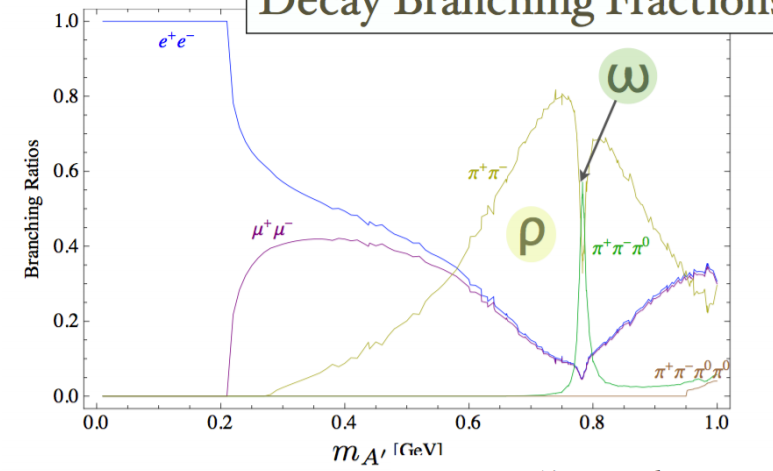 Decay Branching Fractions
1.0
e⁺e⁻
ω
0.8
π⁺π⁻
0.6
Branching Ratios
μ⁺μ⁻
ρ
π⁺π⁻π⁰
0.4
0.2
π⁺π⁻π⁰π⁰
0.0
0.0 0.2 0.4 0.6 0.8 1.0
m_A′ [GeV]